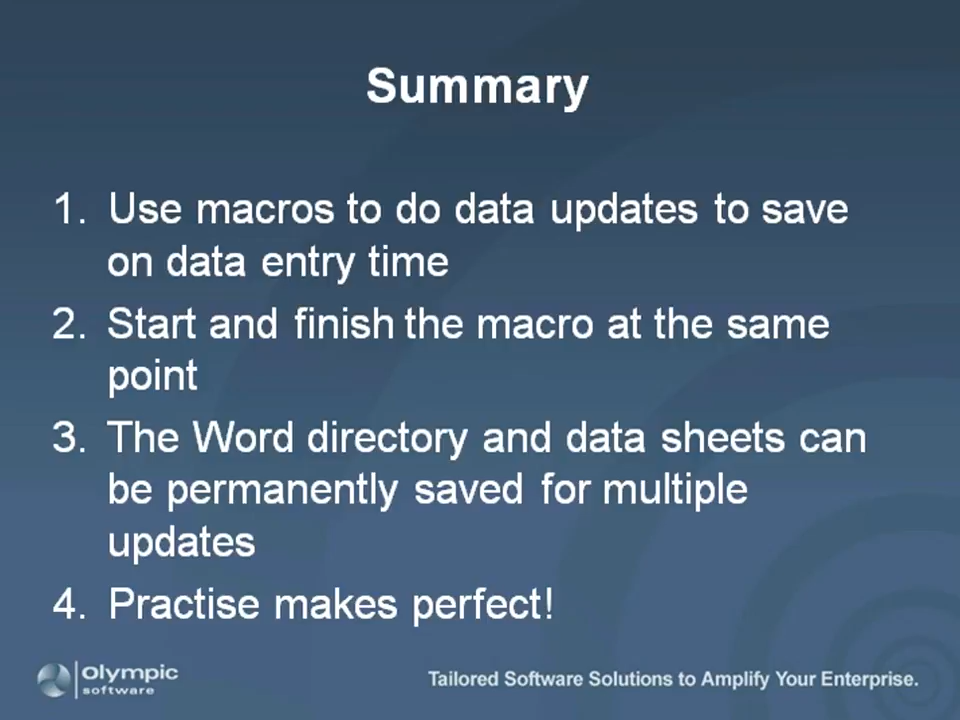 Summary
1. Use macros to do data updates to save
on data entry time
2. Start and finish the macro at the same
point
3. The Word directory and data sheets can
be permanently saved for multiple
updates
4. Practise makes perfect!
olympic
software
Tailored Software Solutions to Amplify Your Enterprise.